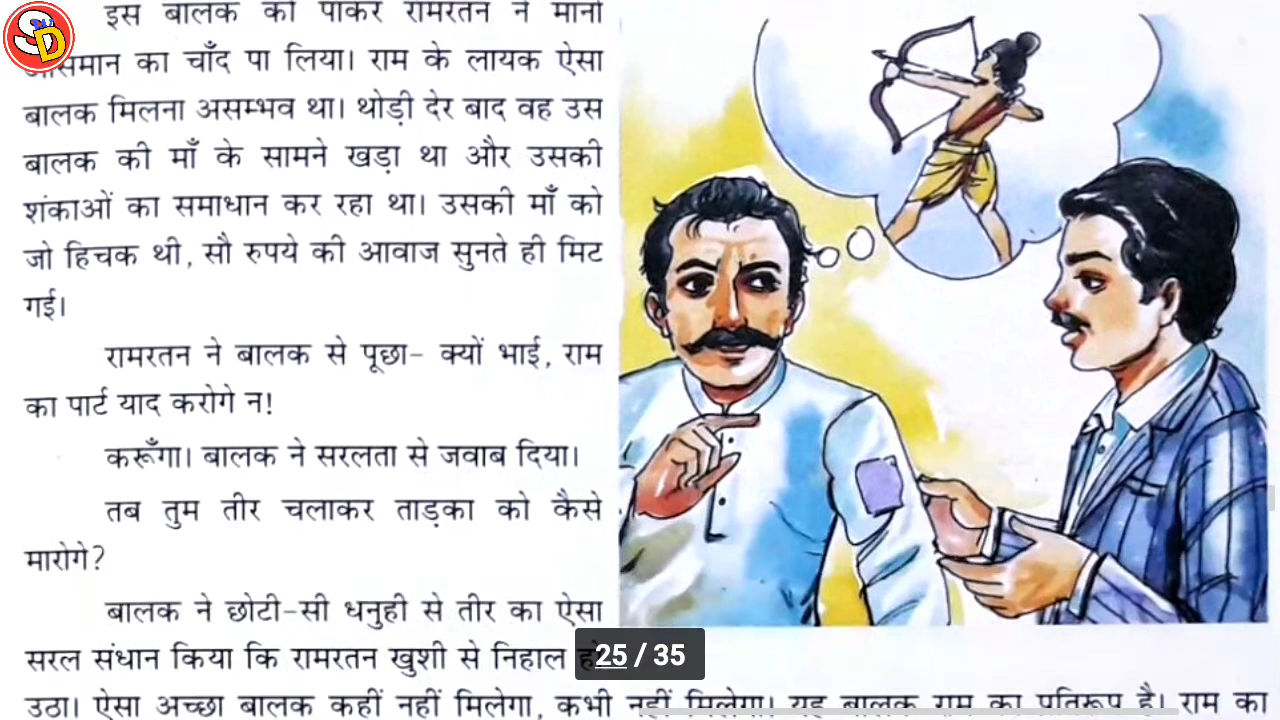 SD
इस बालक को पाकर रामरतन ने मानो
आसमान का चाँद पा लिया। राम के लायक ऐसा
बालक मिलना असम्भव था। थोड़ी देर बाद वह उस
बालक की माँ के सामने खड़ा था और उसकी
शंकाओं का समाधान कर रहा था। उसकी माँ को
जो हिचक थी, सौ रुपये की आवाज सुनते ही मिट
गई।
रामरतन ने बालक से पूछा- क्यों भाई, राम
का पार्ट याद करोगे न!
करूँगा। बालक ने सरलता से जवाब दिया।
तब तुम तीर चलाकर ताड़का को कैसे
मारोगे?
बालक ने छोटी-सी धनुही से तीर का ऐसा
सरल संधान किया कि रामरतन खुशी से निहाल हो
25 / 35
उठा। ऐसा अच्छा बालक कहीं नहीं मिलेगा, कभी नहीं मिलेगा। यह बालक राम का प्रतिरूप है। राम का